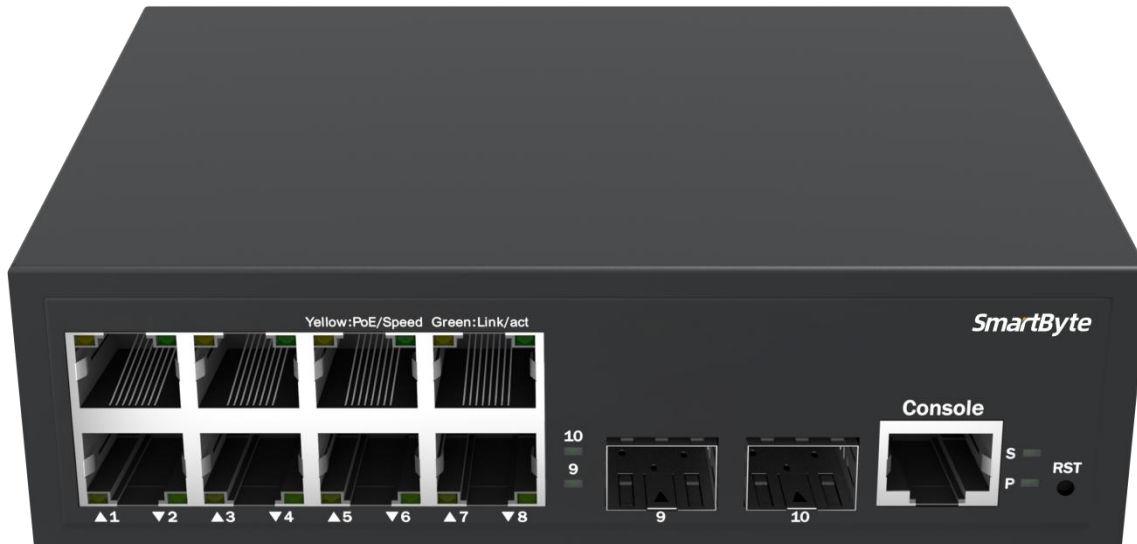 Yellow:PoE/Speed Green:Link/act
SmartByte
Console
10
9
S
P
RST
▲1 ▼2 ▲3 ▼4 ▲5 ▼6 ▲7 ▼8
9
10